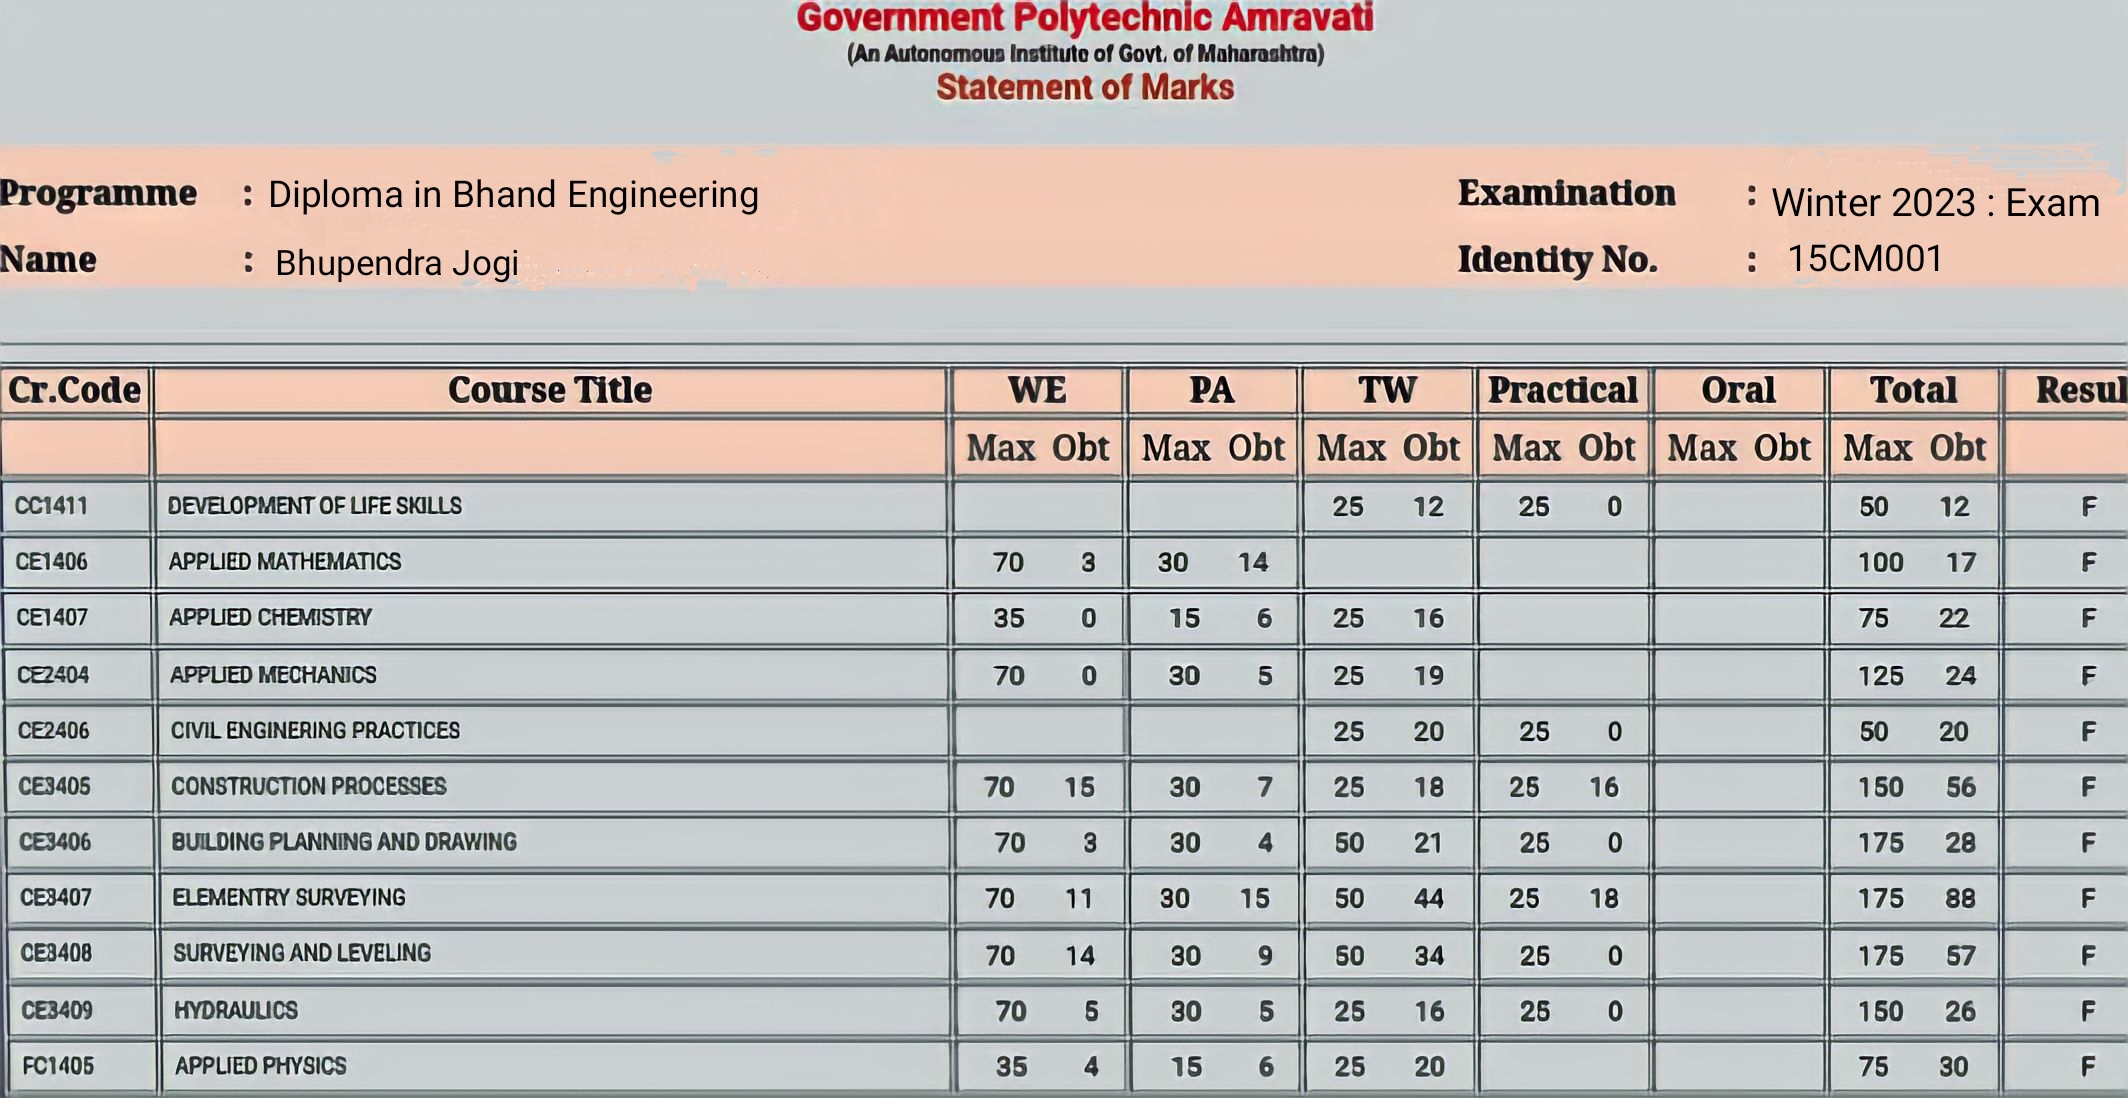 Government Polytechnic Amravati
(An Autonomous Institute of Govt. of Maharashtra)
Statement of Marks
Programme : Diploma in Bhand Engineering Examination : Winter 2023 : Exam
Name : Bhupendra Jogi Identity No. : 15CM001
Cr.Code Course Title WE PA TW Practical Oral Total Resul
Max Obt Max Obt Max Obt Max Obt Max Obt Max Obt
CC1411 DEVELOPMENT OF LIFE SKILLS 25 12 25 0 50 12 F
CE1406 APPLIED MATHEMATICS 70 3 30 14 100 17 F
CE1407 APPLIED CHEMISTRY 35 0 15 6 25 16 75 22 F
CE2404 APPLIED MECHANICS 70 0 30 5 25 19 125 24 F
CE2406 CIVIL ENGINERING PRACTICES 25 20 25 0 50 20 F
CE3405 CONSTRUCTION PROCESSES 70 15 30 7 25 18 25 16 150 56 F
CE3406 BUILDING PLANNING AND DRAWING 70 3 30 4 50 21 25 0 175 28 F
CE3407 ELEMENTRY SURVEYING 70 11 30 15 50 44 25 18 175 88 F
CE3408 SURVEYING AND LEVELING 70 14 30 9 50 34 25 0 175 57 F
CE3409 HYDRAULICS 70 5 30 5 25 16 25 0 150 26 F
FC1405 APPLIED PHYSICS 35 4 15 6 25 20 75 30 F